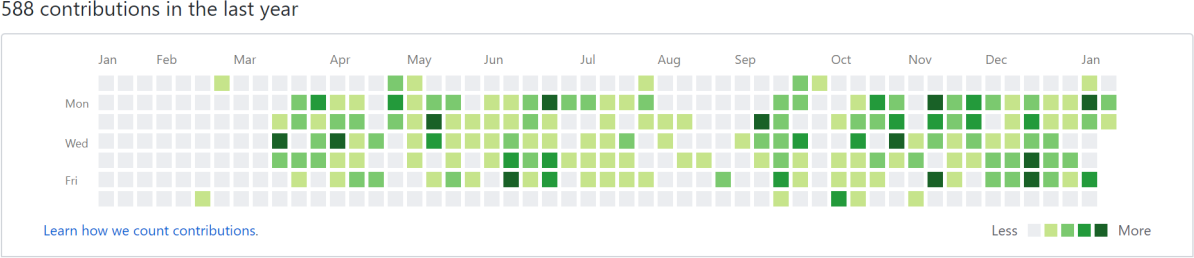 588 contributions in the last year
Jan Feb Mar Apr May Jun Jul Aug Sep Oct Nov Dec Jan
Mon
Wed
Fri
Learn how we count contributions. Less More